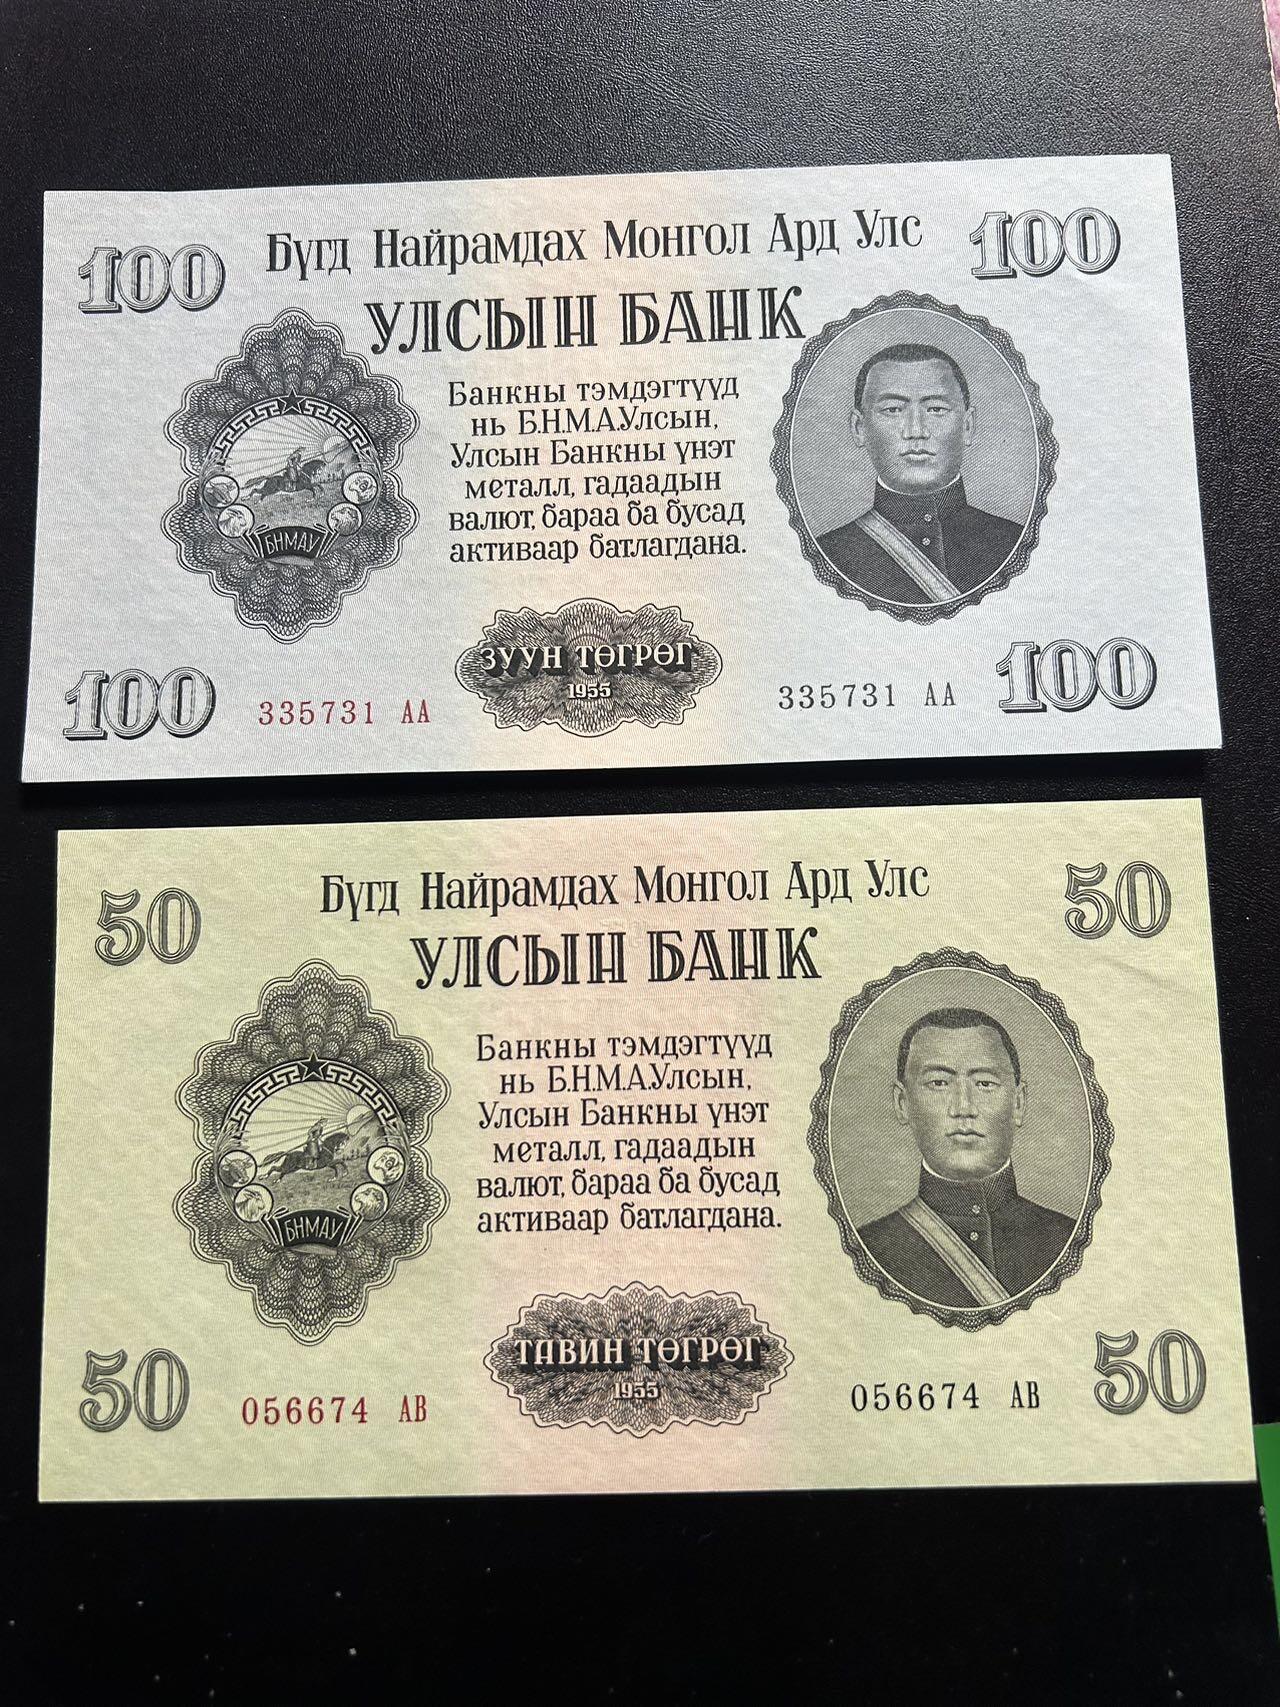 100 Бүгд Найрамдах Монгол Ард Улс 100
УЛСЫН БАНК
Банкны тэмдэгтүүд
нь Б.Н.М.А.Улсын,
Улсын Банкны үнэт
металл, гадаадын
валют, бараа ба бусад
активаар батлагдана.
БНМАУ
ЗУУН ТӨГРӨГ
1955
100 335731 АА 335731 АА 100
50 Бүгд Найрамдах Монгол Ард Улс 50
УЛСЫН БАНК
Банкны тэмдэгтүүд
нь Б.Н.М.А.Улсын,
Улсын Банкны үнэт
металл, гадаадын
валют, бараа ба бусад
активаар батлагдана.
БНМАУ
ТАВИН ТӨГРӨГ
1955
50 056674 АВ 056674 АВ 50